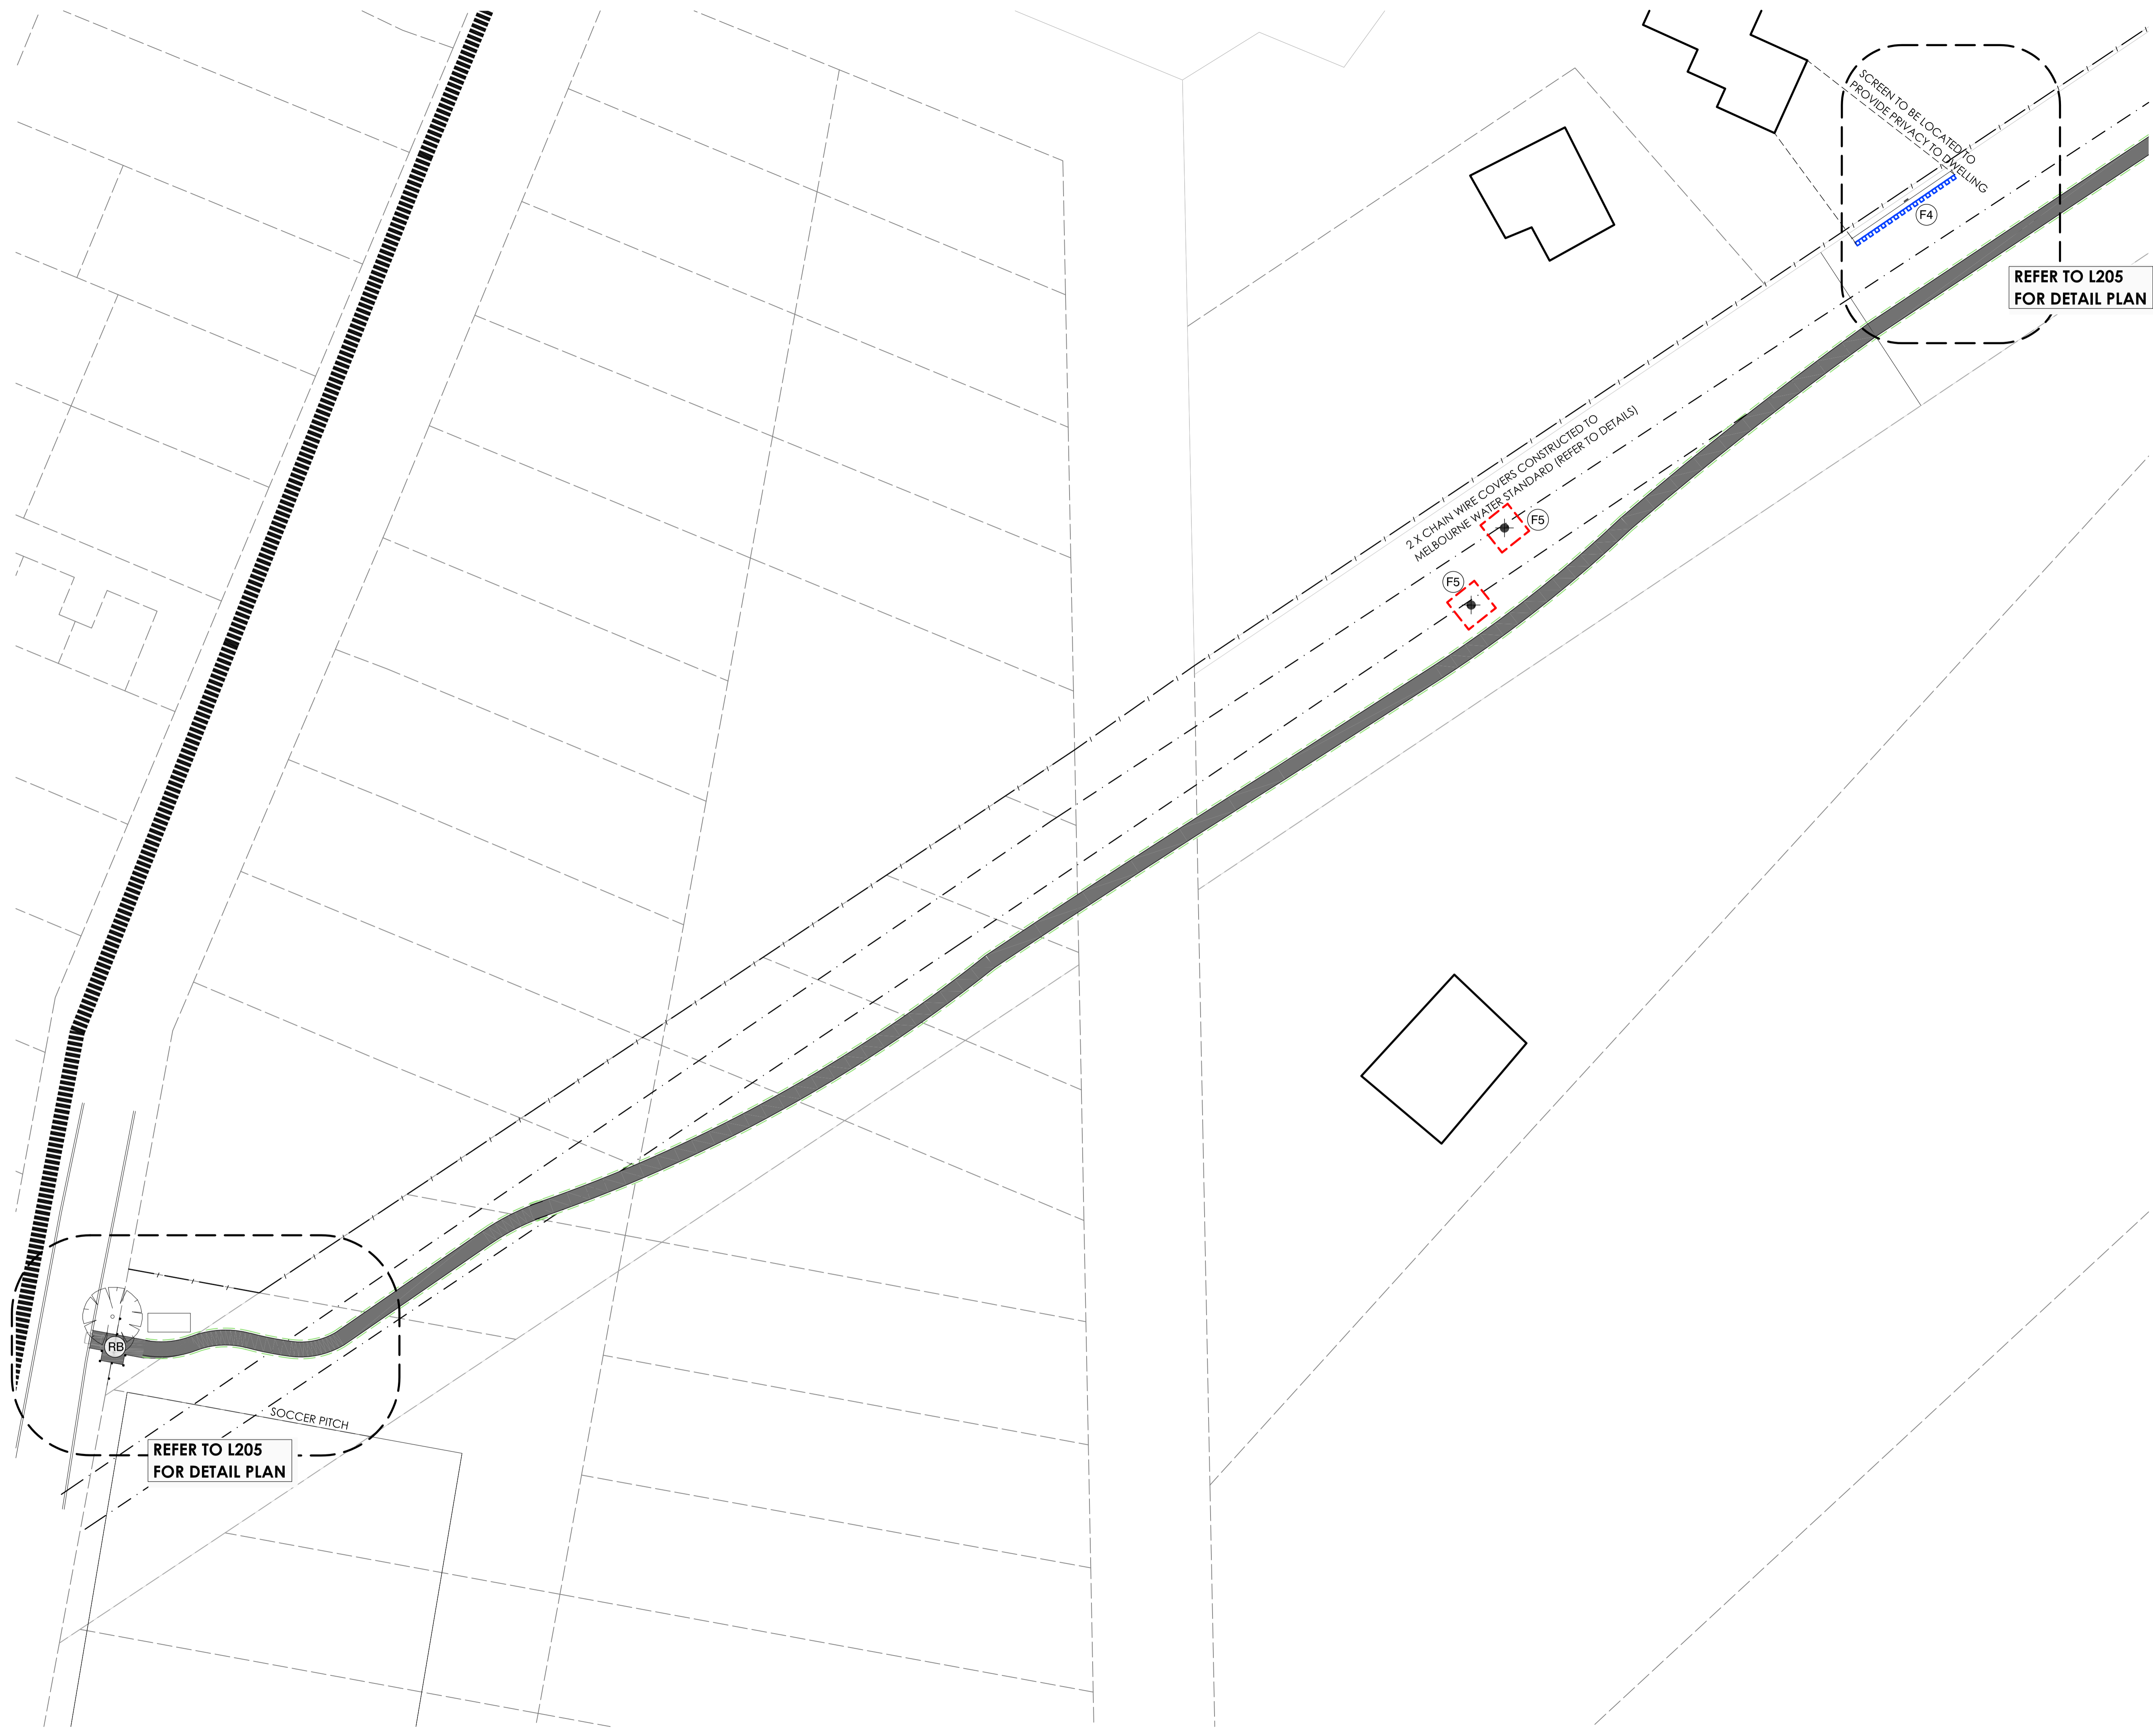 SCREEN TO BE LOCATED TO
PROVIDE PRIVACY TO DWELLING
F4
REFER TO L205
FOR DETAIL PLAN
2 X CHAIN WIRE COVERS CONSTRUCTED TO
MELBOURNE WATER STANDARD (REFER TO DETAILS)
F5
F5
RB
SOCCER PITCH
REFER TO L205
FOR DETAIL PLAN